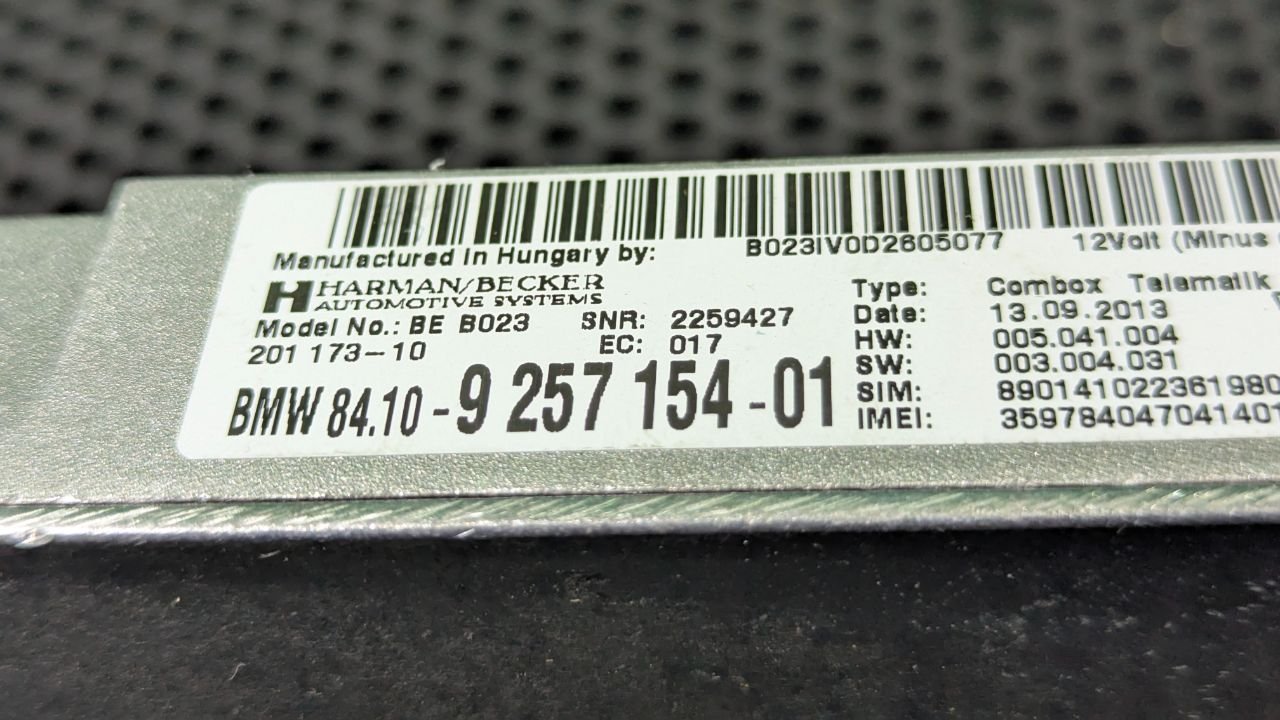 Manufactured in Hungary by:
B023IV0D2605077
12Volt (Minus
HARMAN/BECKER
AUTOMOTIVE SYSTEMS
Model No.: BE B023
SNR: 2259427
201 173-10
EC: 017
BMW 84.10-9 257 154-01
Type: Combox Telematik
Date: 13.09.2013
HW: 005.041.004
SW: 003.004.031
SIM: 890141022361980
IMEI: 35978404704140